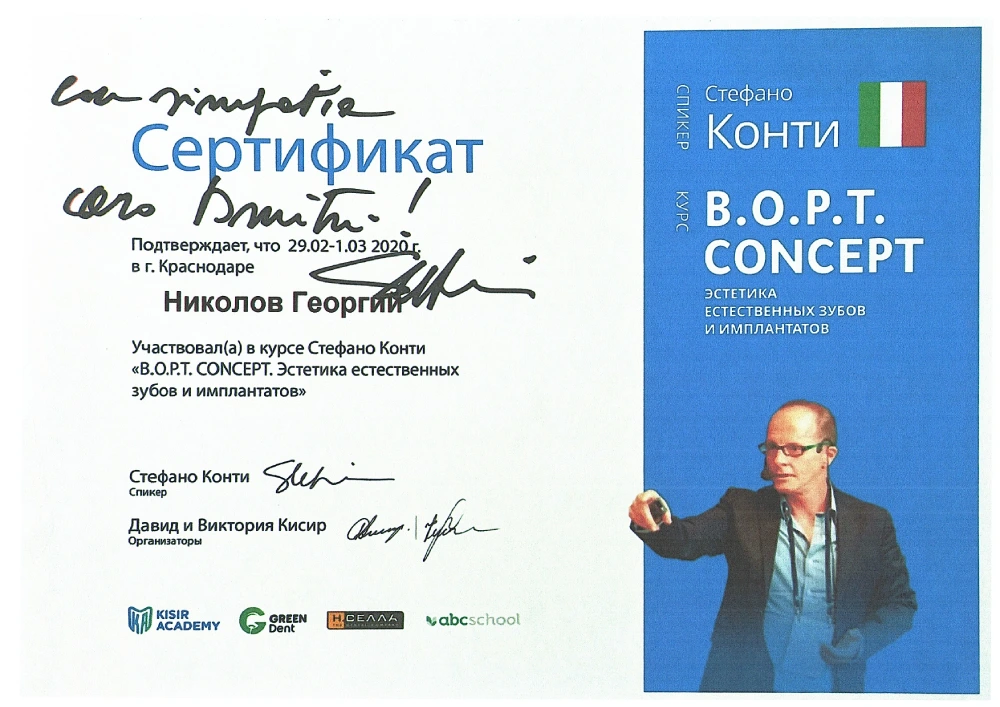 con simpatia
Сертификат
caro Dmitri!
Подтверждает, что 29.02-1.03 2020 г.
в г. Краснодаре
Николов Георгий
Участвовал(а) в курсе Стефано Конти
«B.O.P.T. CONCEPT. Эстетика естественных
зубов и имплантатов»
Стефано Конти
Спикер
Давид и Виктория Кисир
Организаторы
KISIR
ACADEMY
GREEN
Dent
Н.СЕЛЛА
abcschool
СПИКЕР
Стефано
Конти
КУРС
B.O.P.T.
CONCEPT
ЭСТЕТИКА
ЕСТЕСТВЕННЫХ ЗУБОВ
И ИМПЛАНТАТОВ